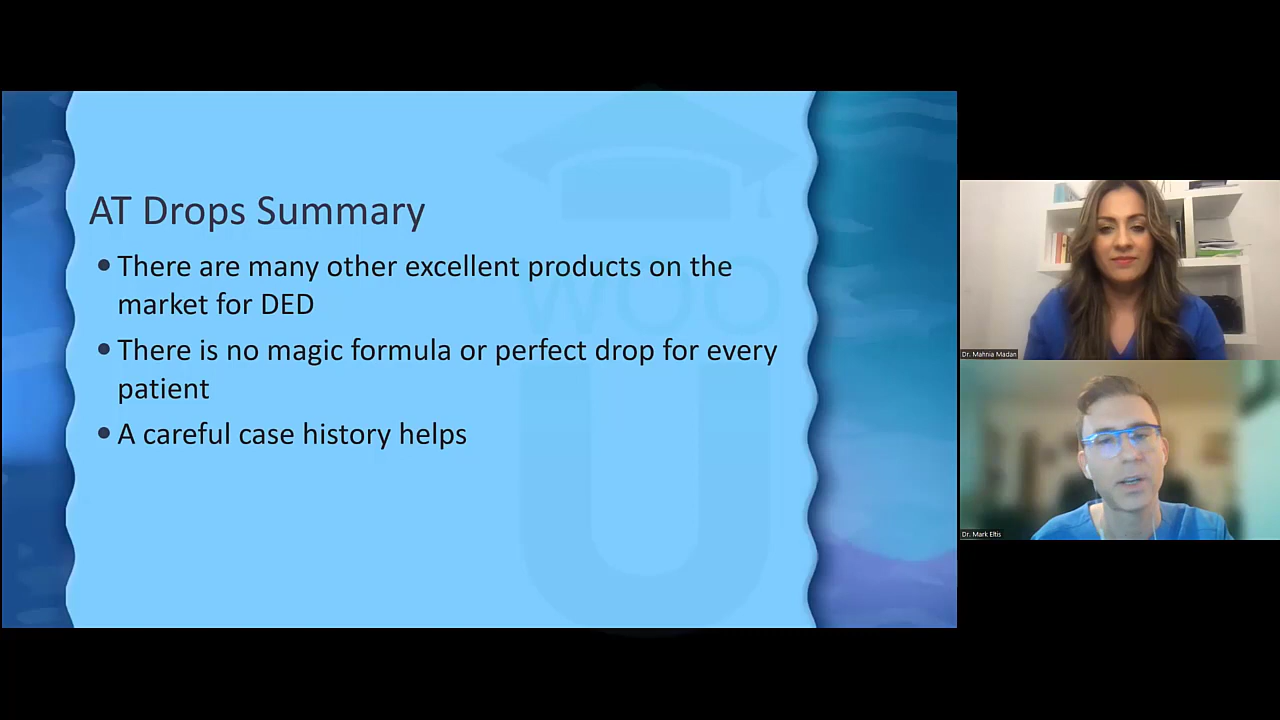 AT Drops Summary
• There are many other excellent products on the
market for DED
• There is no magic formula or perfect drop for every
patient
• A careful case history helps
WOO
U
Dr. Mahnia Madan
Dr. Mark Eltis